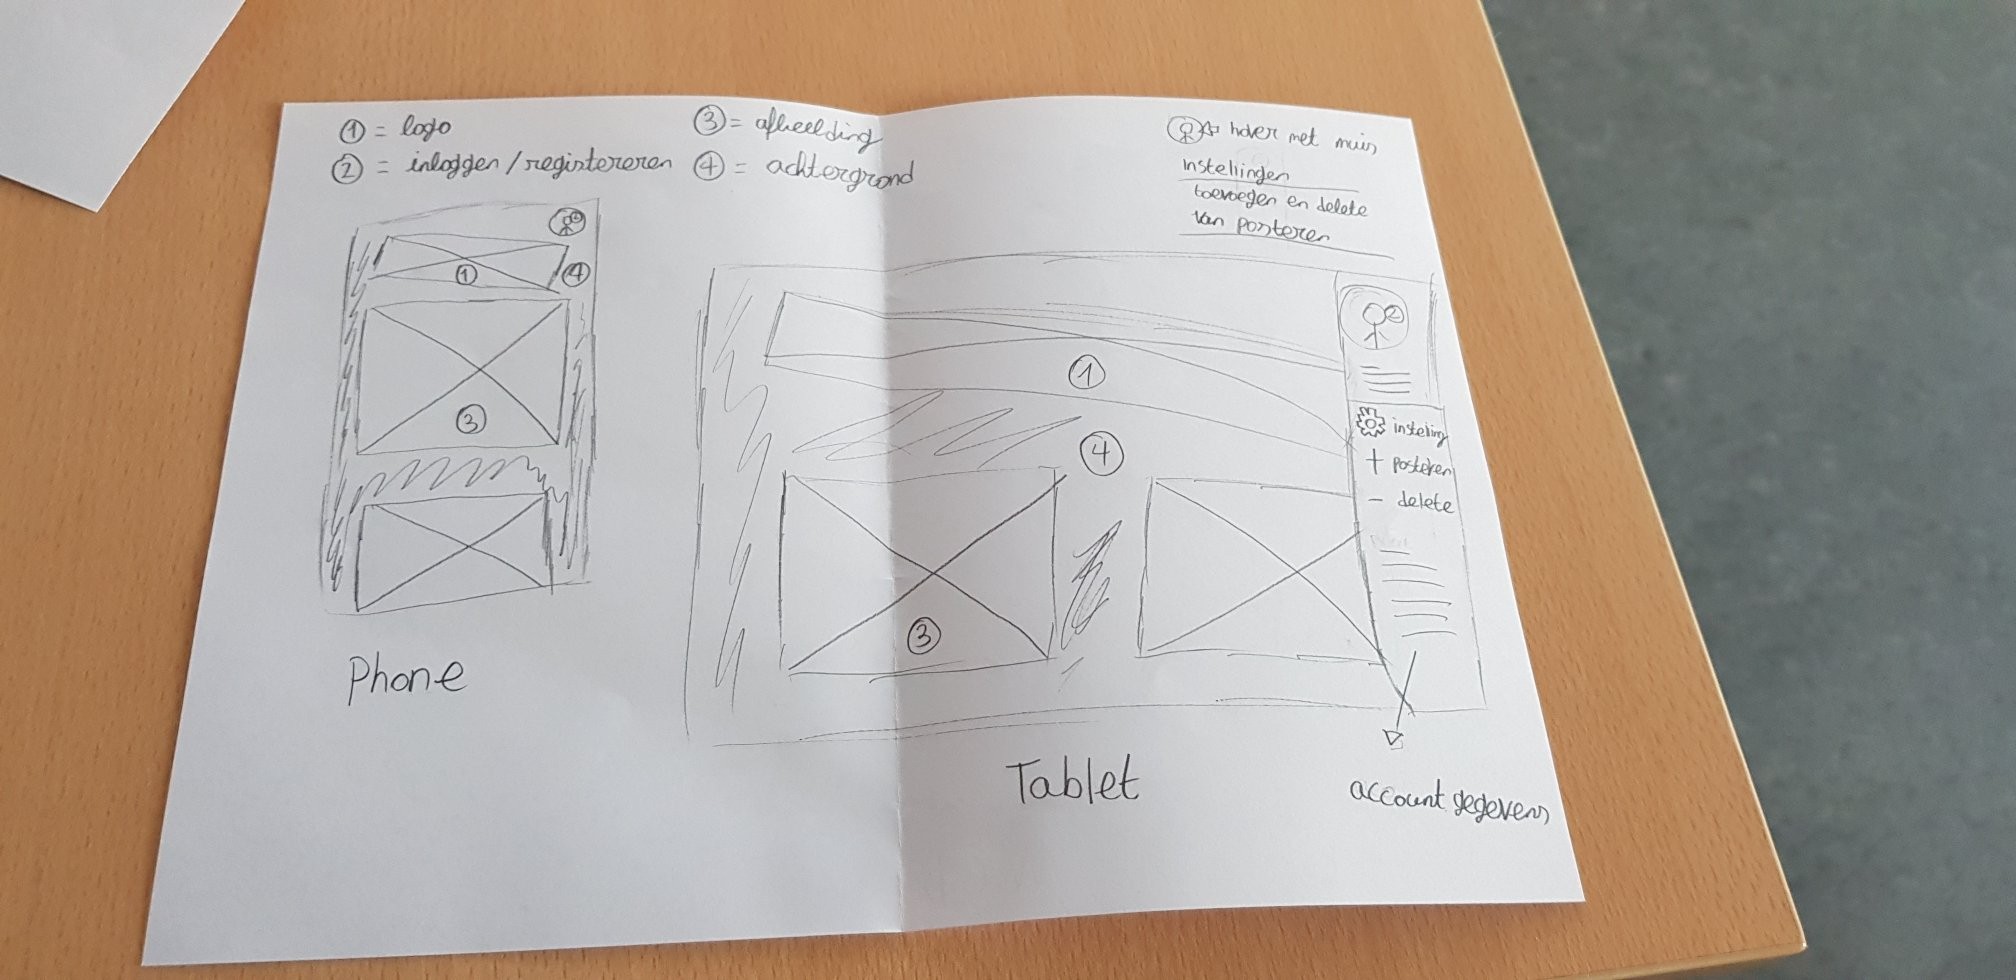 ① = logo
② = inloggen / registereren
③ = afbeelding
④ = achtergrond
hover met muis
instellingen
toevoegen en delete
van posteren
②
①
④
③
Phone
②
①
④
③
insteling
+ posteren
- delete
Tablet
account gegevens